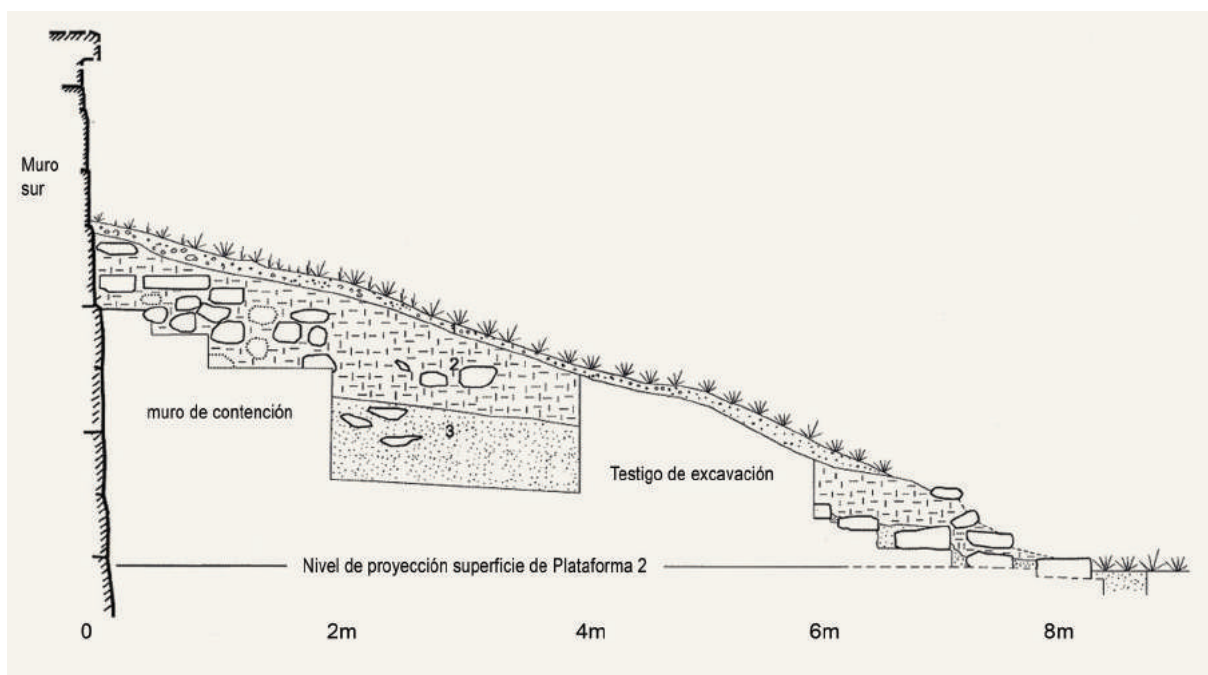 Muro
sur
2
3
muro de contención
Testigo de excavación
Nivel de proyección superficie de Plataforma 2
0 2m 4m 6m 8m